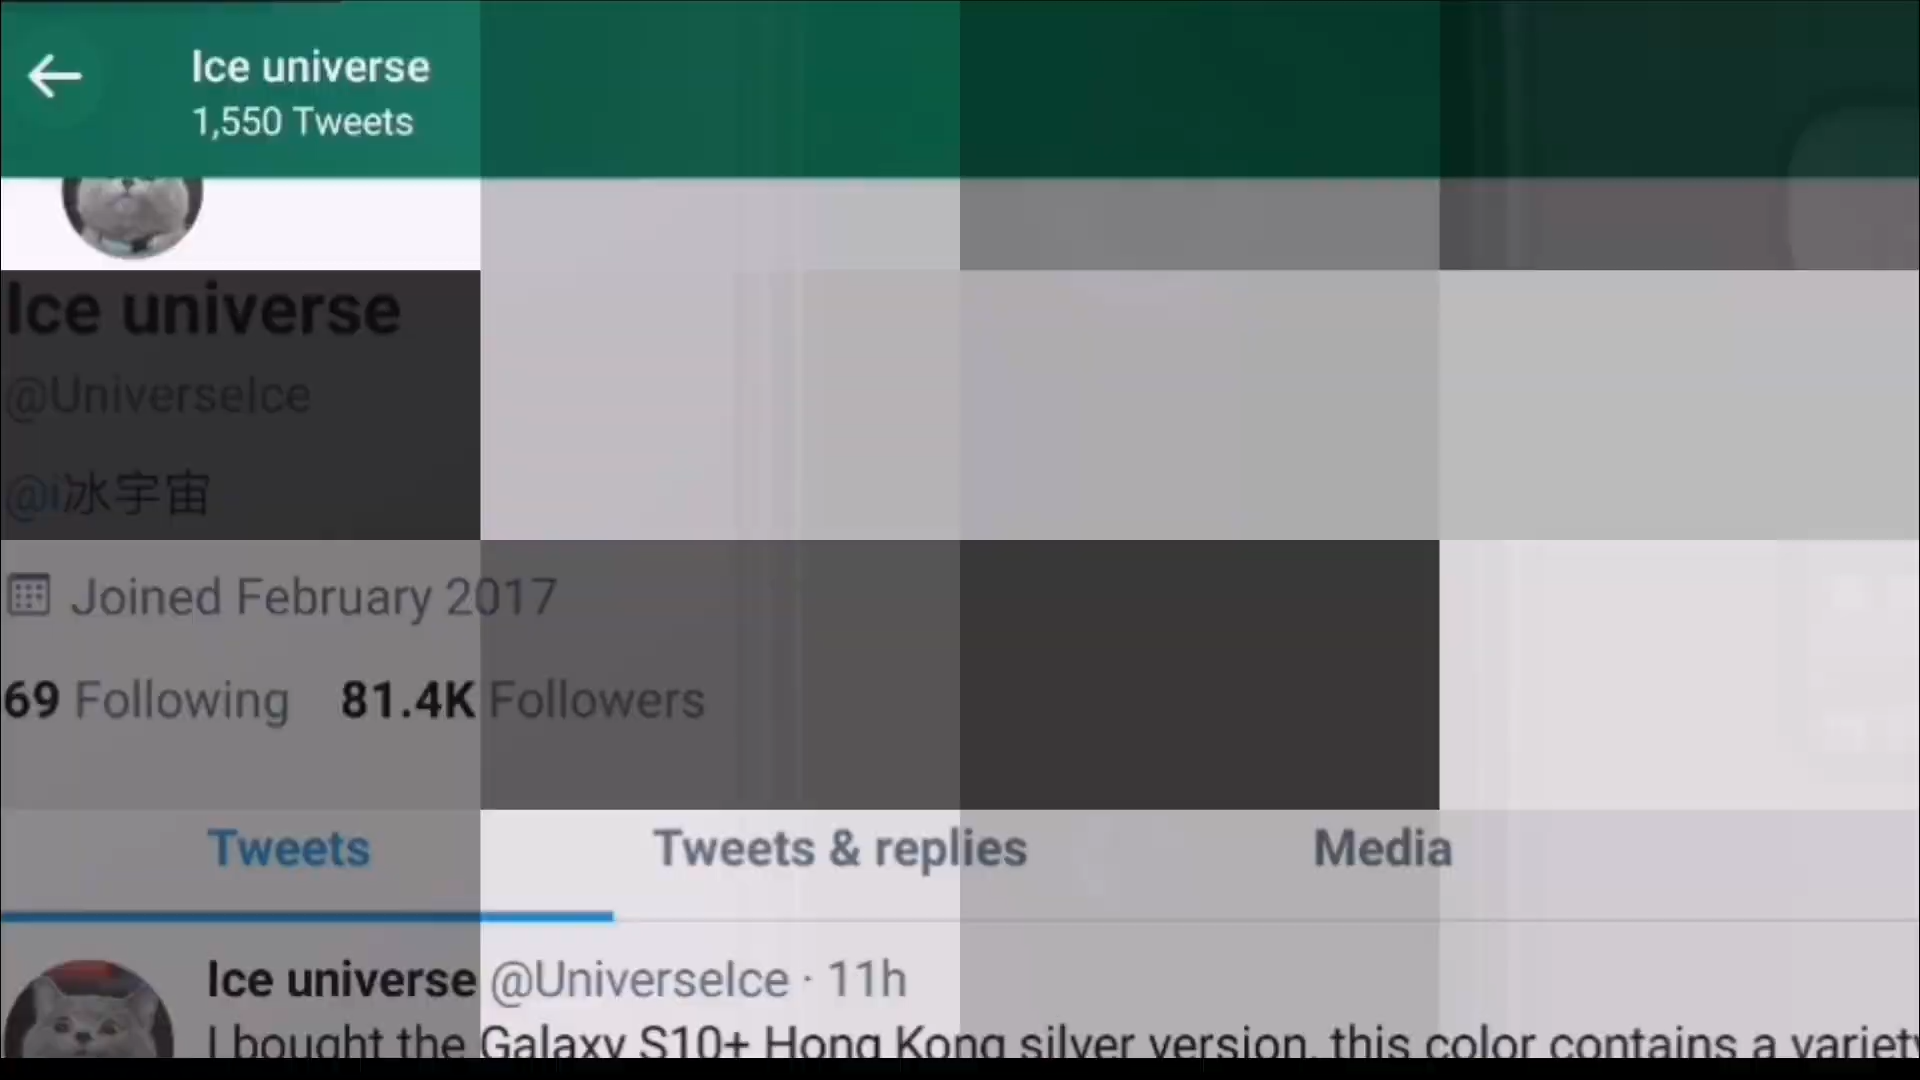 Ice universe
1,550 Tweets
Ice universe
@UniverseIce
@i冰宇宙
Joined February 2017
69 Following 81.4K Followers
Tweets Tweets & replies Media
Ice universe @UniverseIce · 11h
I bought the Galaxy S10+ Hong Kong silver version, this color contains a variety